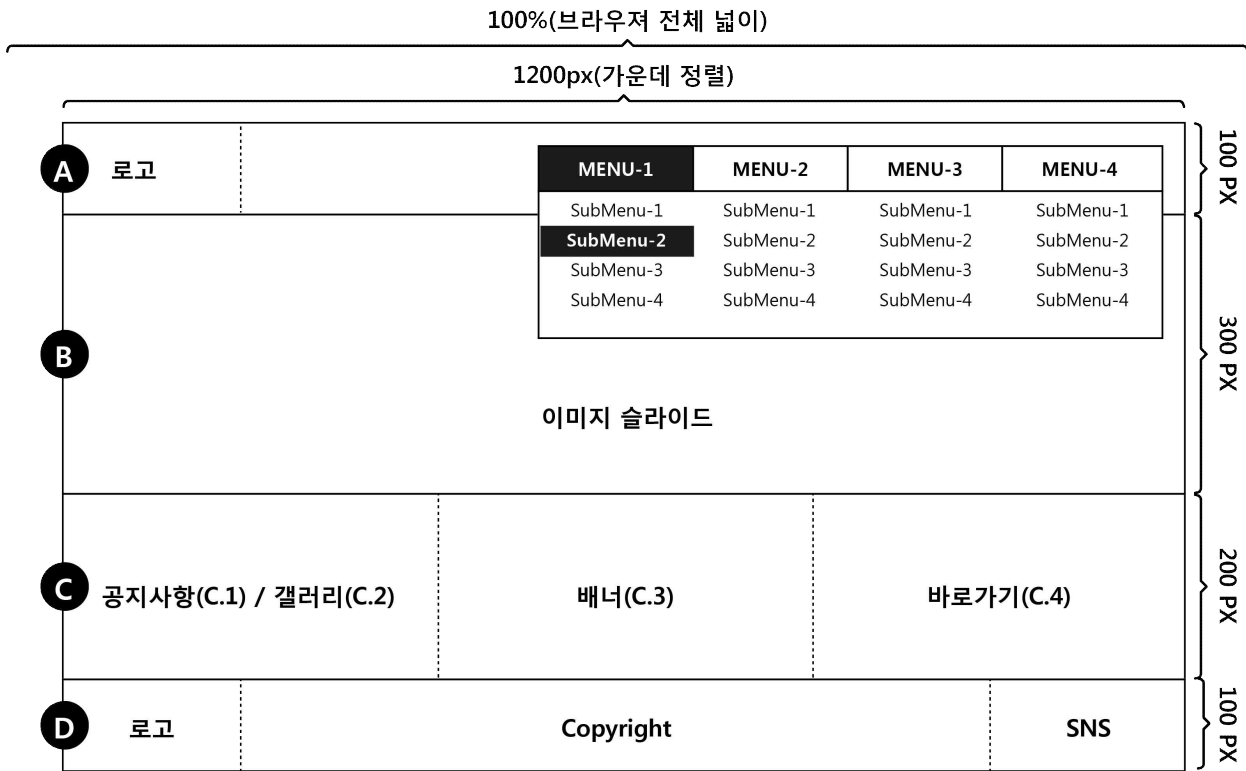 100%(브라우져 전체 넓이)
1200px(가운데 정렬)
A
로고
MENU-1 MENU-2 MENU-3 MENU-4
100 PX
SubMenu-1 SubMenu-1 SubMenu-1 SubMenu-1
SubMenu-2 SubMenu-2 SubMenu-2 SubMenu-2
SubMenu-3 SubMenu-3 SubMenu-3 SubMenu-3
SubMenu-4 SubMenu-4 SubMenu-4 SubMenu-4
B
이미지 슬라이드
300 PX
C
공지사항(C.1) / 갤러리(C.2)
배너(C.3)
바로가기(C.4)
200 PX
D
로고
Copyright
SNS
100 PX